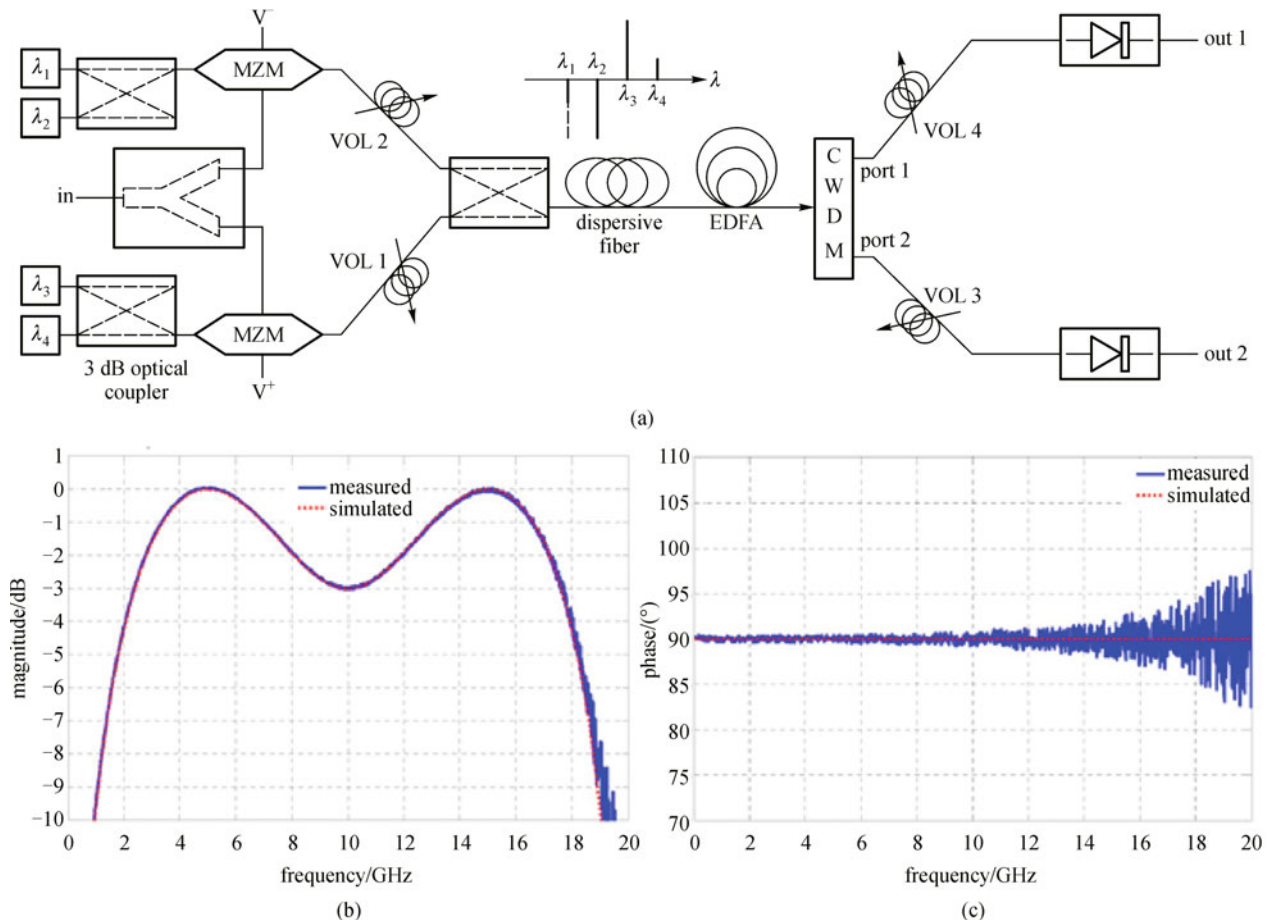 V⁻
λ₁
λ₂
MZM
VOL 2
λ₁ λ₂
λ₃ λ₄
λ
in
dispersive
fiber
EDFA
C
W
D
M
port 1
port 2
VOL 4
out 1
VOL 1
λ₃
λ₄
MZM
3 dB optical
coupler
V⁺
VOL 3
out 2
(a)
magnitude/dB
1
0
−1
−2
−3
−4
−5
−6
−7
−8
−9
−10
measured
simulated
0 2 4 6 8 10 12 14 16 18 20
frequency/GHz
(b)
phase/(°)
110
105
100
95
90
85
80
75
70
measured
simulated
0 2 4 6 8 10 12 14 16 18 20
frequency/GHz
(c)